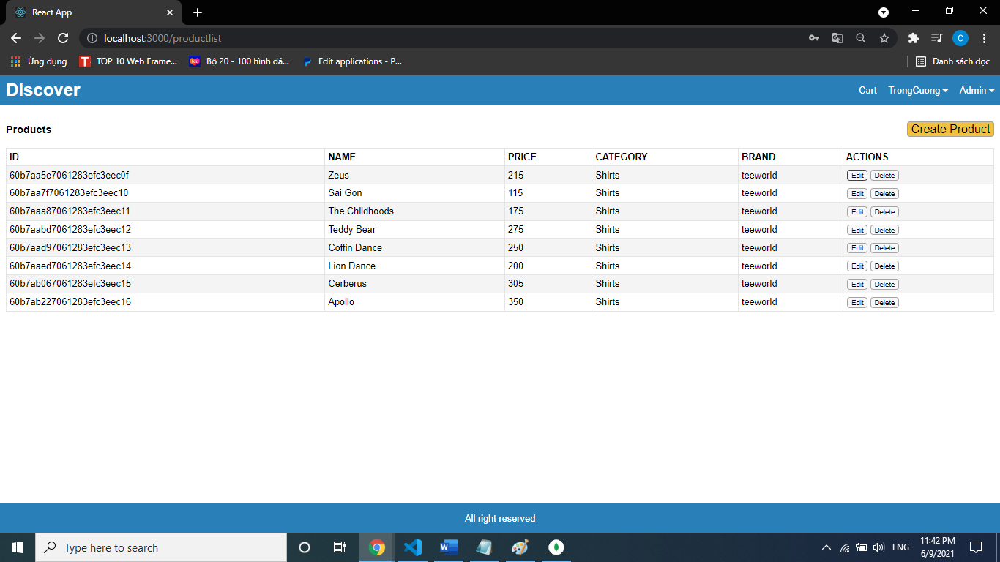 React App
localhost:3000/productlist
Ứng dụng TOP 10 Web Frame... Bộ 20 - 100 hình dá... Edit applications - P... Danh sách đọc
Discover Cart TrongCuong Admin
Products Create Product
ID NAME PRICE CATEGORY BRAND ACTIONS
60b7aa5e7061283efc3eec0f Zeus 215 Shirts teeworld Edit Delete
60b7aa7f7061283efc3eec10 Sai Gon 115 Shirts teeworld Edit Delete
60b7aaa87061283efc3eec11 The Childhoods 175 Shirts teeworld Edit Delete
60b7aabd7061283efc3eec12 Teddy Bear 275 Shirts teeworld Edit Delete
60b7aad97061283efc3eec13 Coffin Dance 250 Shirts teeworld Edit Delete
60b7aaed7061283efc3eec14 Lion Dance 200 Shirts teeworld Edit Delete
60b7ab067061283efc3eec15 Cerberus 305 Shirts teeworld Edit Delete
60b7ab227061283efc3eec16 Apollo 350 Shirts teeworld Edit Delete
All right reserved
Type here to search ENG 11:42 PM
6/9/2021